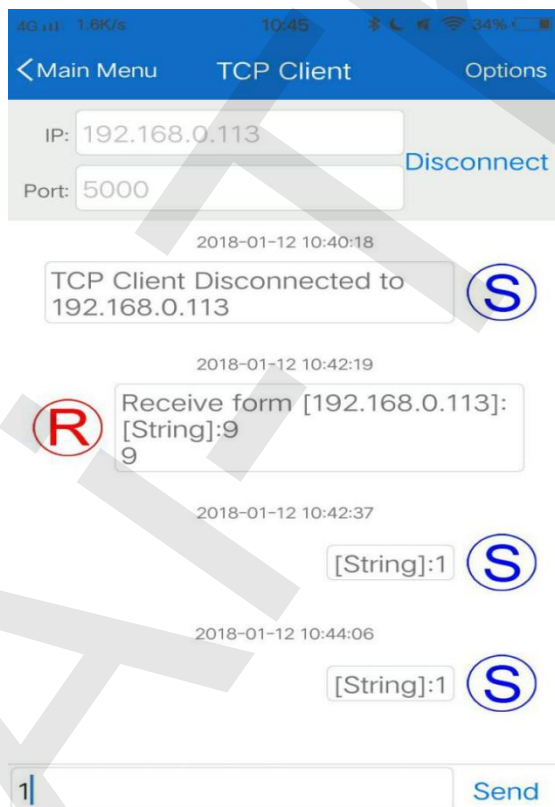 4G 1.6K/s 10:45 34%
Main Menu TCP Client Options
IP: 192.168.0.113
Disconnect
Port: 5000
2018-01-12 10:40:18
TCP Client Disconnected to
192.168.0.113
S
2018-01-12 10:42:19
R
Receive form [192.168.0.113]:
[String]:9
9
2018-01-12 10:42:37
[String]:1
S
2018-01-12 10:44:06
[String]:1
S
1
Send